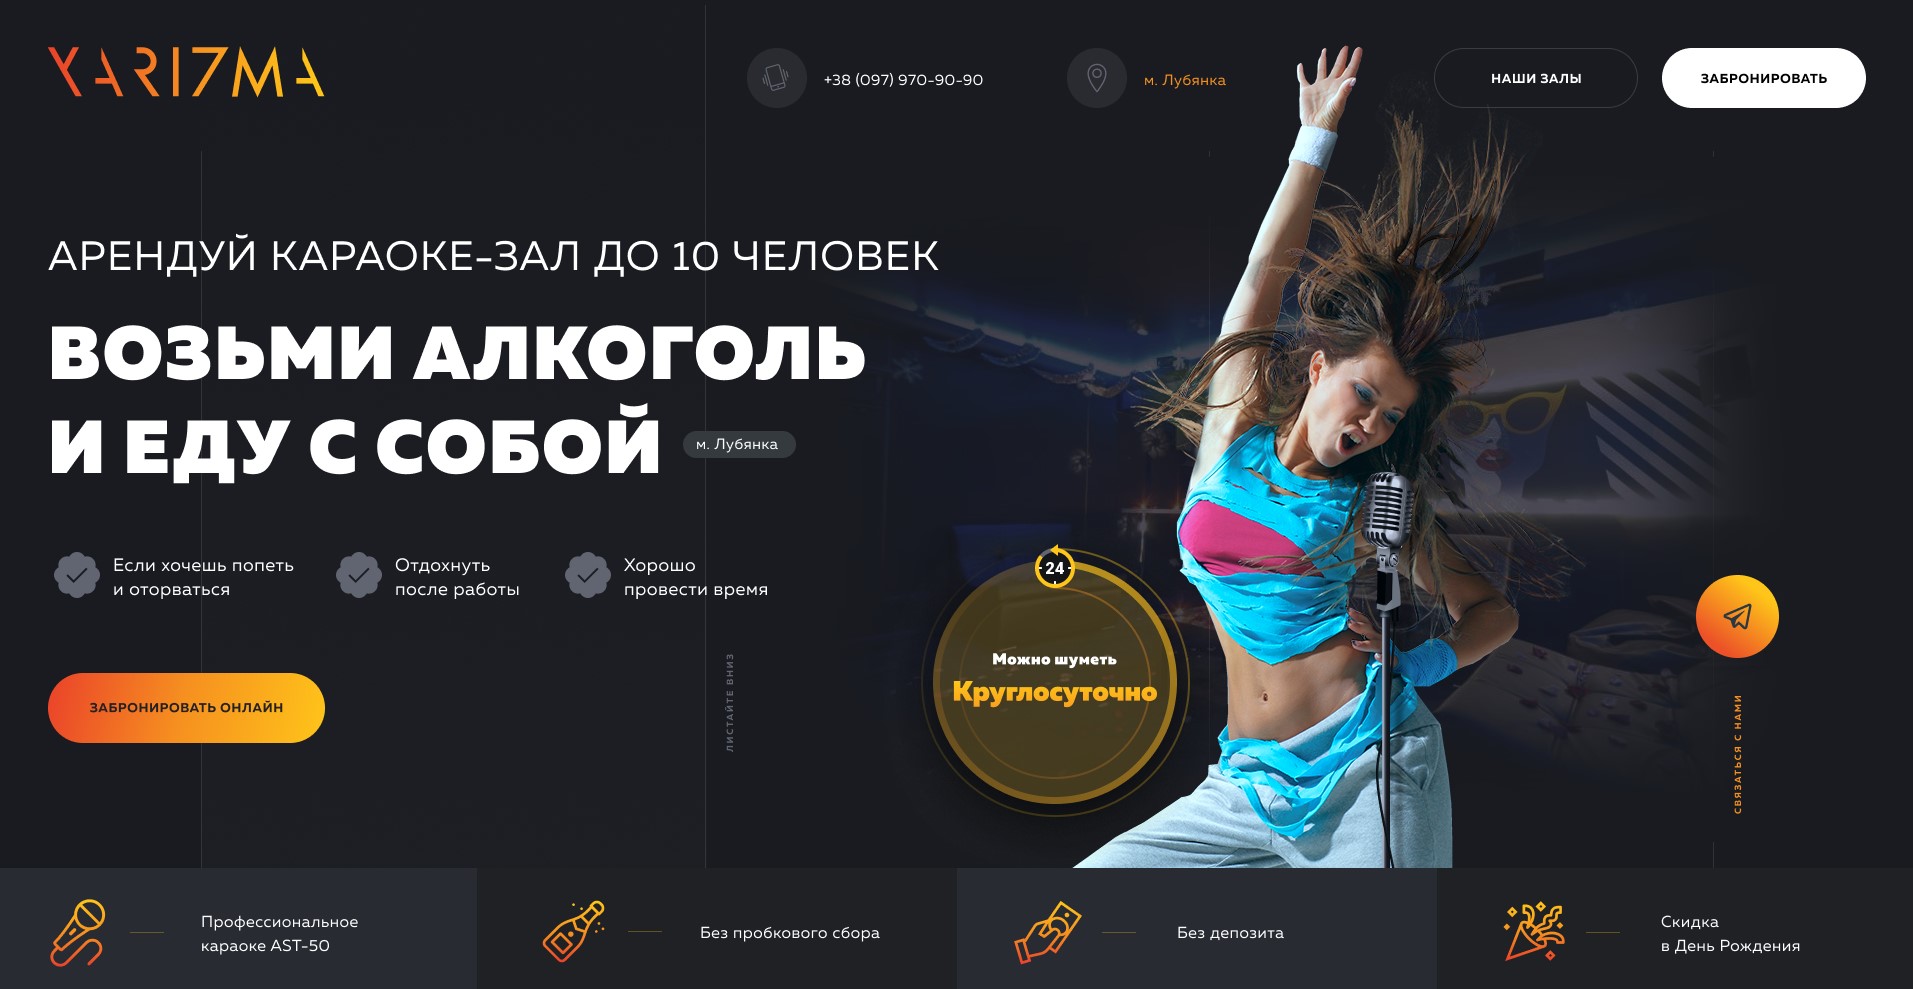 XARIZMA
+38 (097) 970-90-90
м. Лубянка
НАШИ ЗАЛЫ
ЗАБРОНИРОВАТЬ
АРЕНДУЙ КАРАОКЕ-ЗАЛ ДО 10 ЧЕЛОВЕК
ВОЗЬМИ АЛКОГОЛЬ
И ЕДУ С СОБОЙ
м. Лубянка
Если хочешь попеть
и оторваться
Отдохнуть
после работы
Хорошо
провести время
ЗАБРОНИРОВАТЬ ОНЛАЙН
ЛИСТАЙТЕ ВНИЗ
24
Можно шуметь
Круглосуточно
СВЯЗАТЬСЯ С НАМИ
Профессиональное
караоке AST-50
Без пробкового сбора
Без депозита
Скидка
в День Рождения